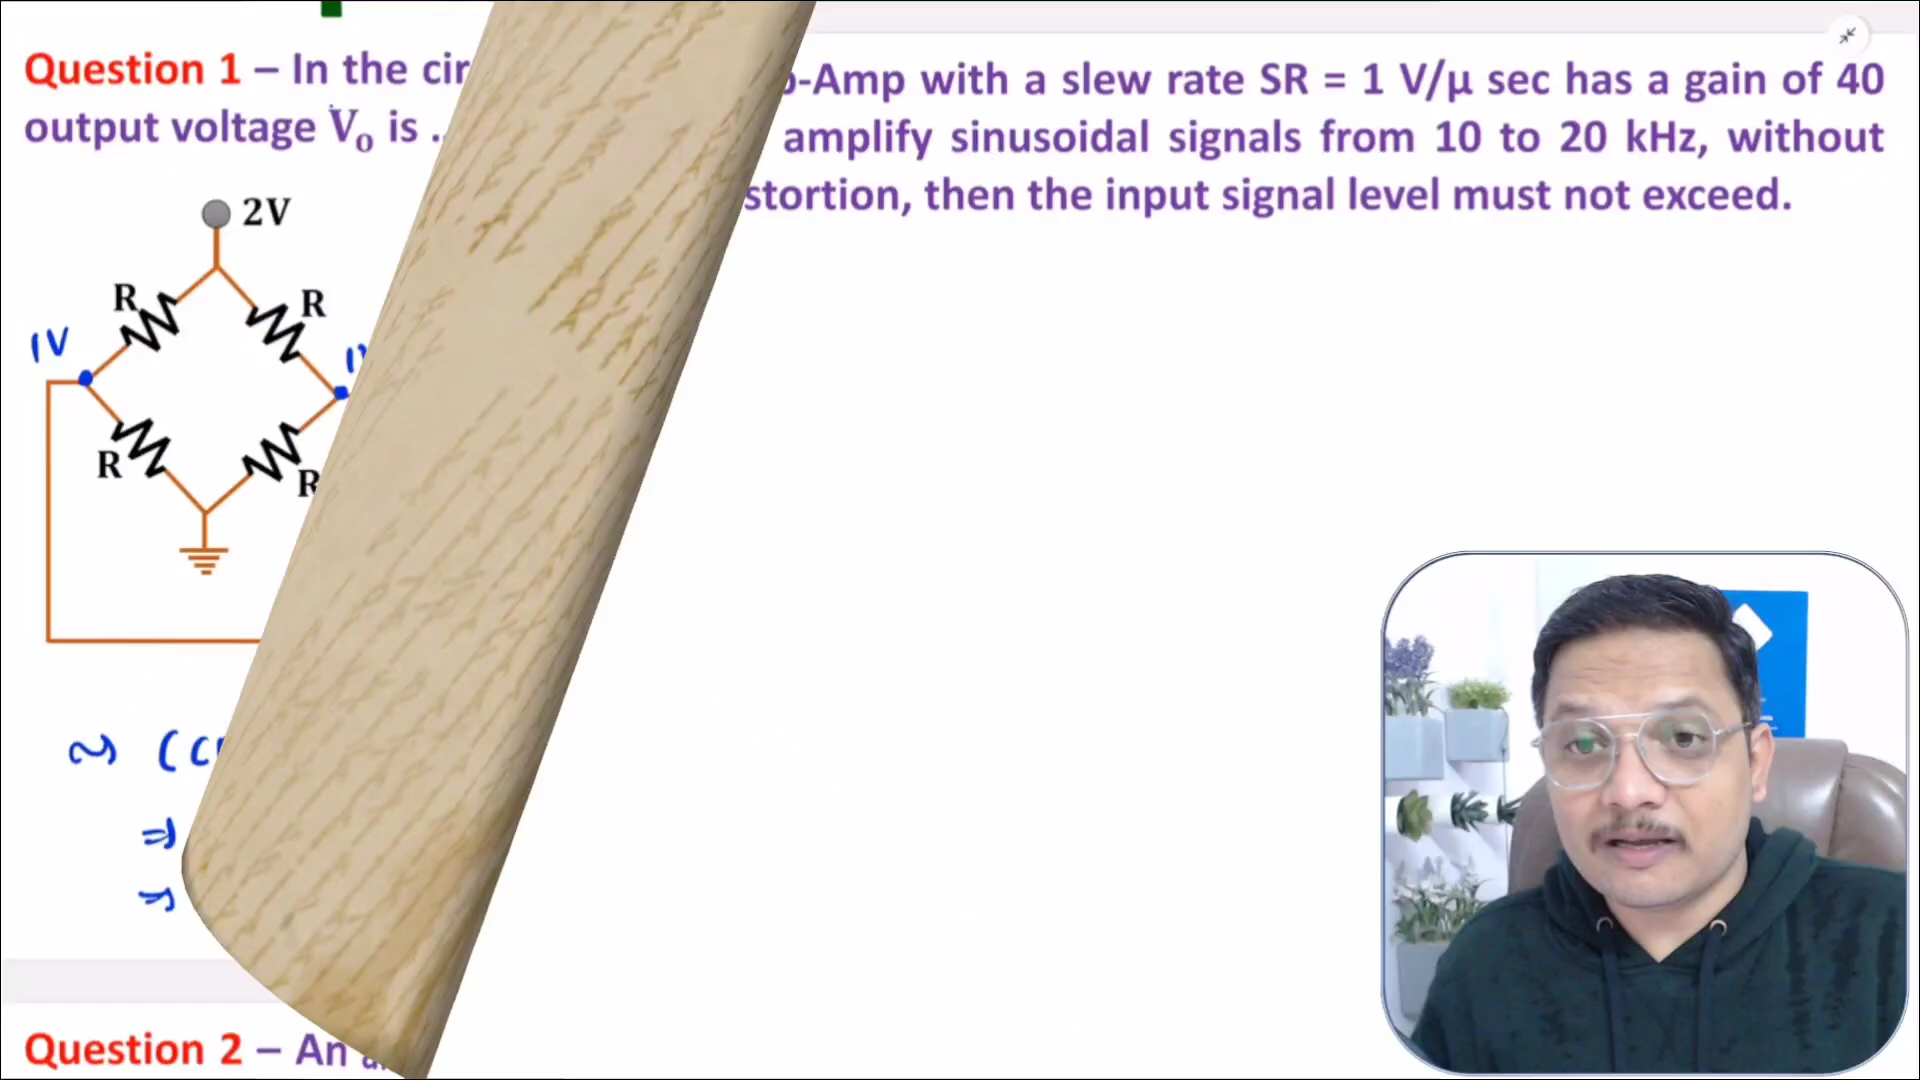 Question 1 – In the cir
output voltage V₀ is ..
-Amp with a slew rate SR = 1 V/μ sec has a gain of 40
amplify sinusoidal signals from 10 to 20 kHz, without
stortion, then the input signal level must not exceed.
2V
R
R
1V
R
R
Question 2 – An